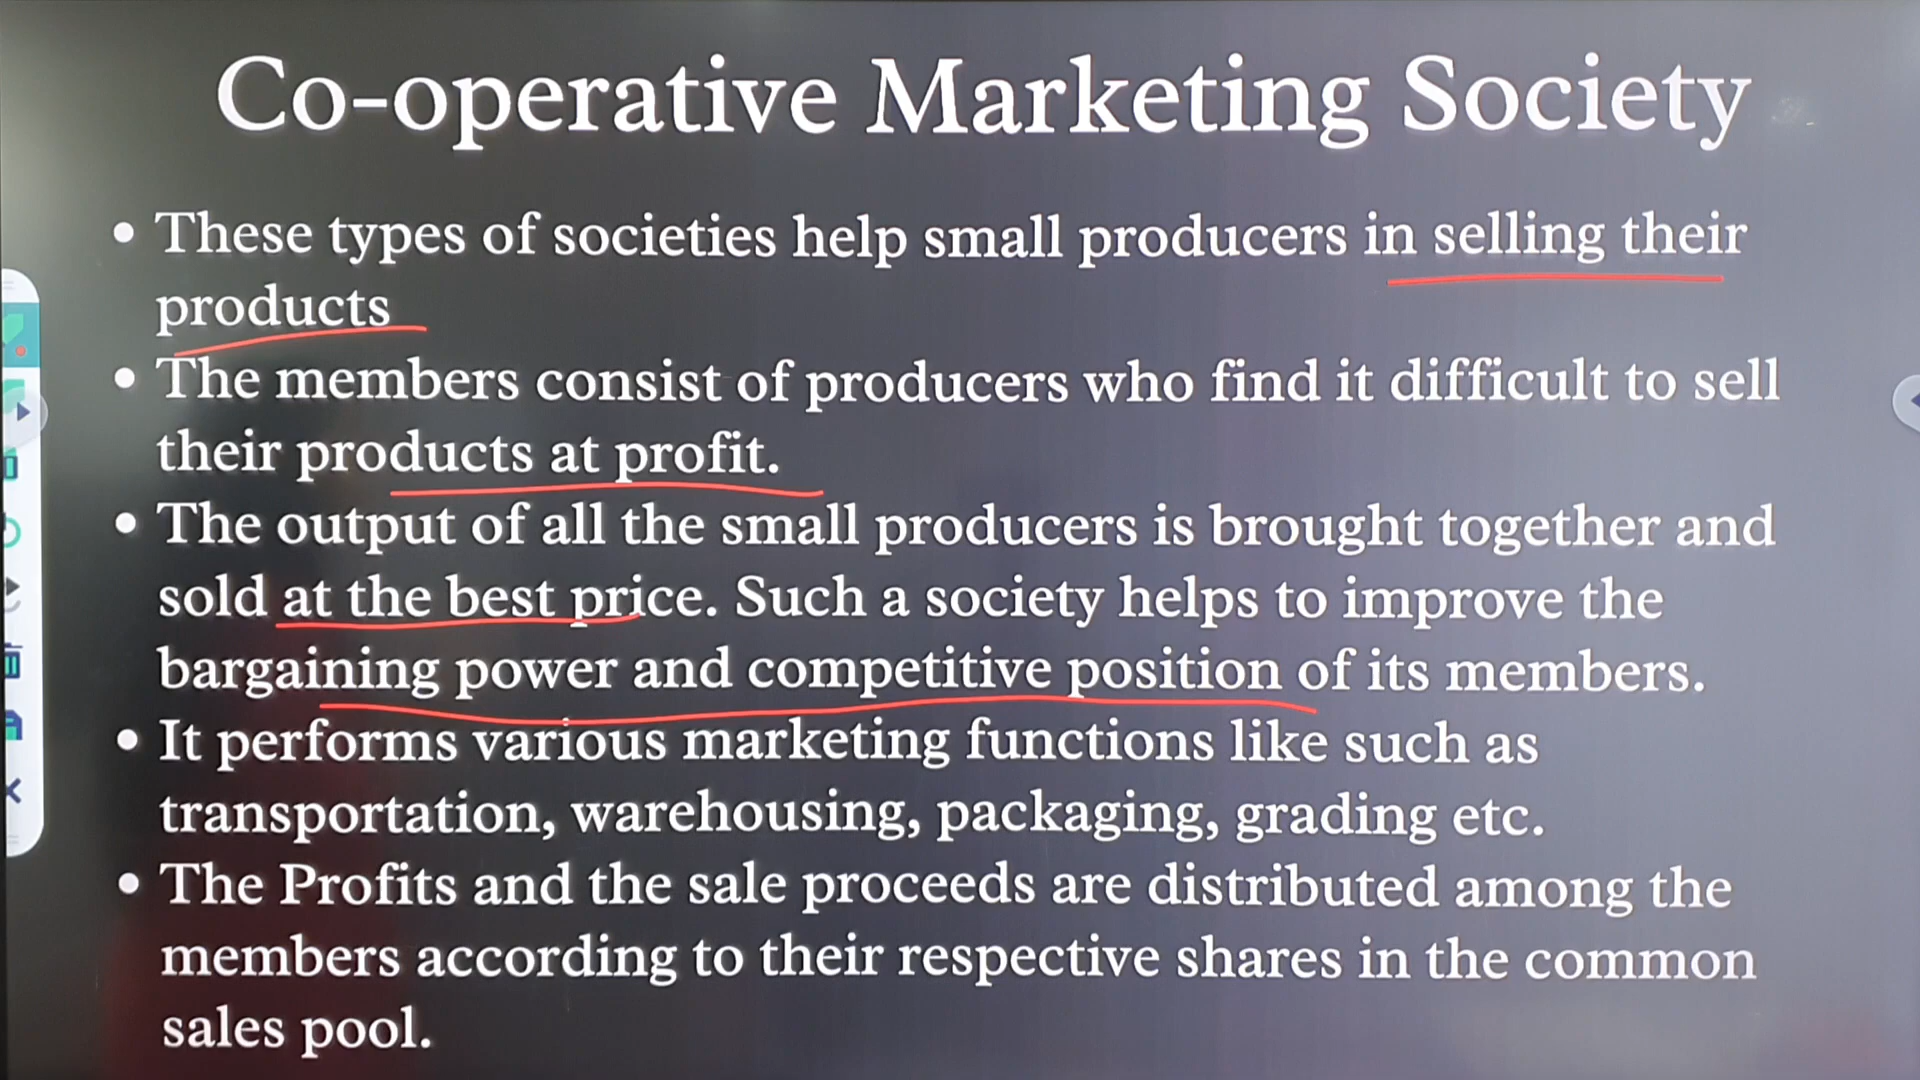 Co-operative Marketing Society
• These types of societies help small producers in selling their
products
• The members consist of producers who find it difficult to sell
their products at profit.
• The output of all the small producers is brought together and
sold at the best price. Such a society helps to improve the
bargaining power and competitive position of its members.
• It performs various marketing functions like such as
transportation, warehousing, packaging, grading etc.
• The Profits and the sale proceeds are distributed among the
members according to their respective shares in the common
sales pool.